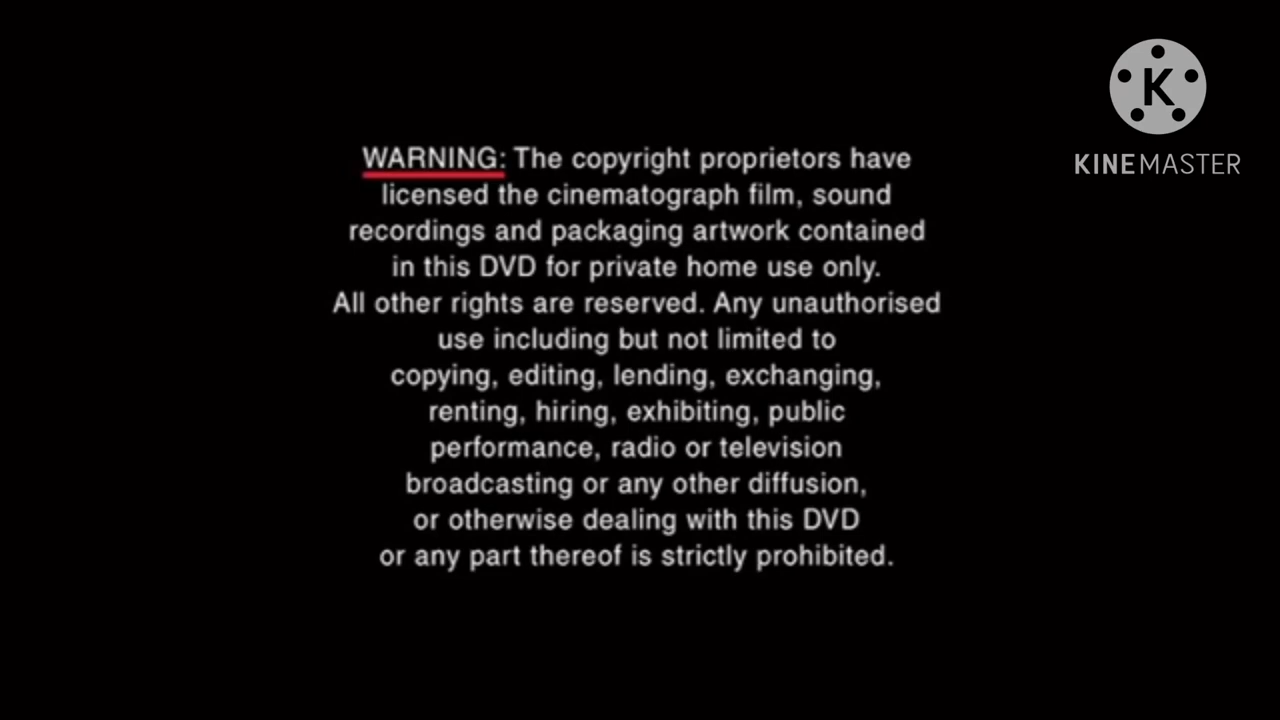 WARNING: The copyright proprietors have
licensed the cinematograph film, sound
recordings and packaging artwork contained
in this DVD for private home use only.
All other rights are reserved. Any unauthorised
use including but not limited to
copying, editing, lending, exchanging,
renting, hiring, exhibiting, public
performance, radio or television
broadcasting or any other diffusion,
or otherwise dealing with this DVD
or any part thereof is strictly prohibited.
K
KINEMASTER